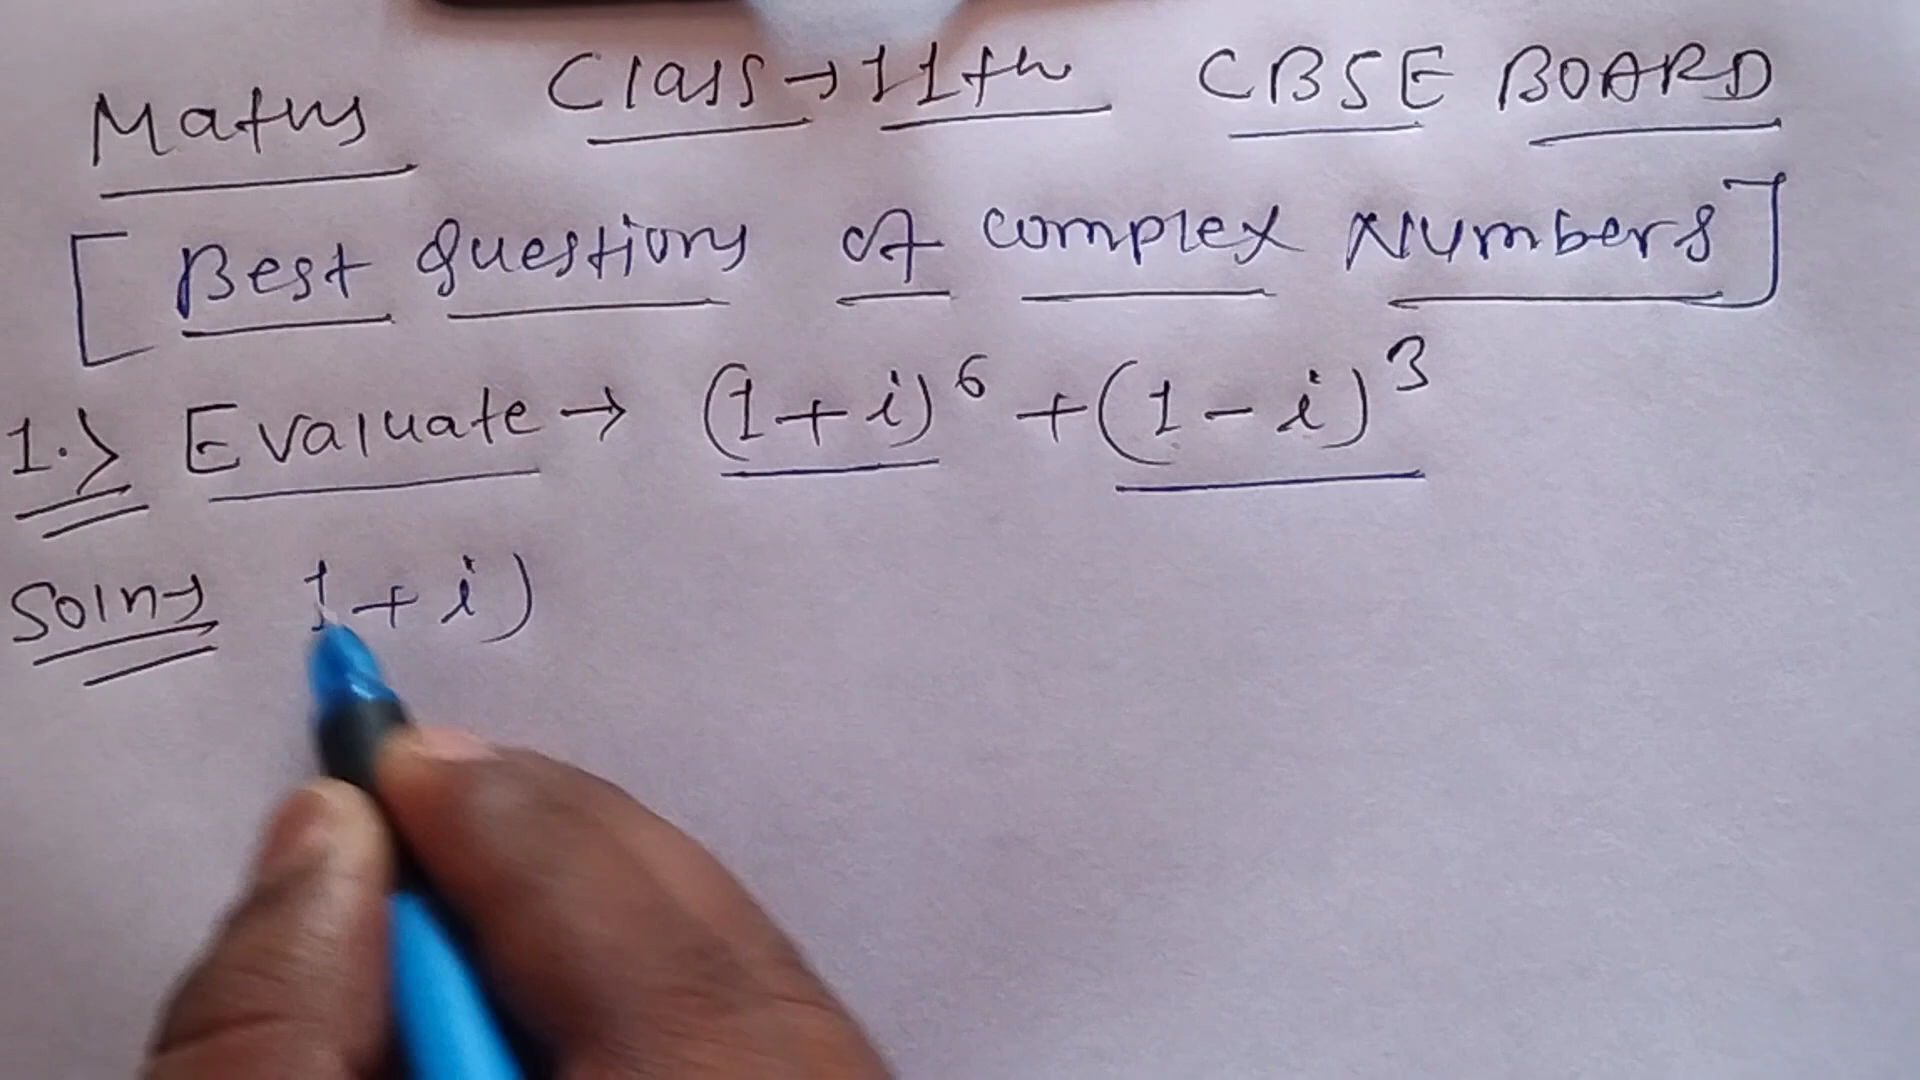 Maths Class→11th CBSE BOARD
[Best Questions of complex Numbers]
1.> Evaluate → (1+i)⁶ + (1-i)³
Soln→ 1+i)